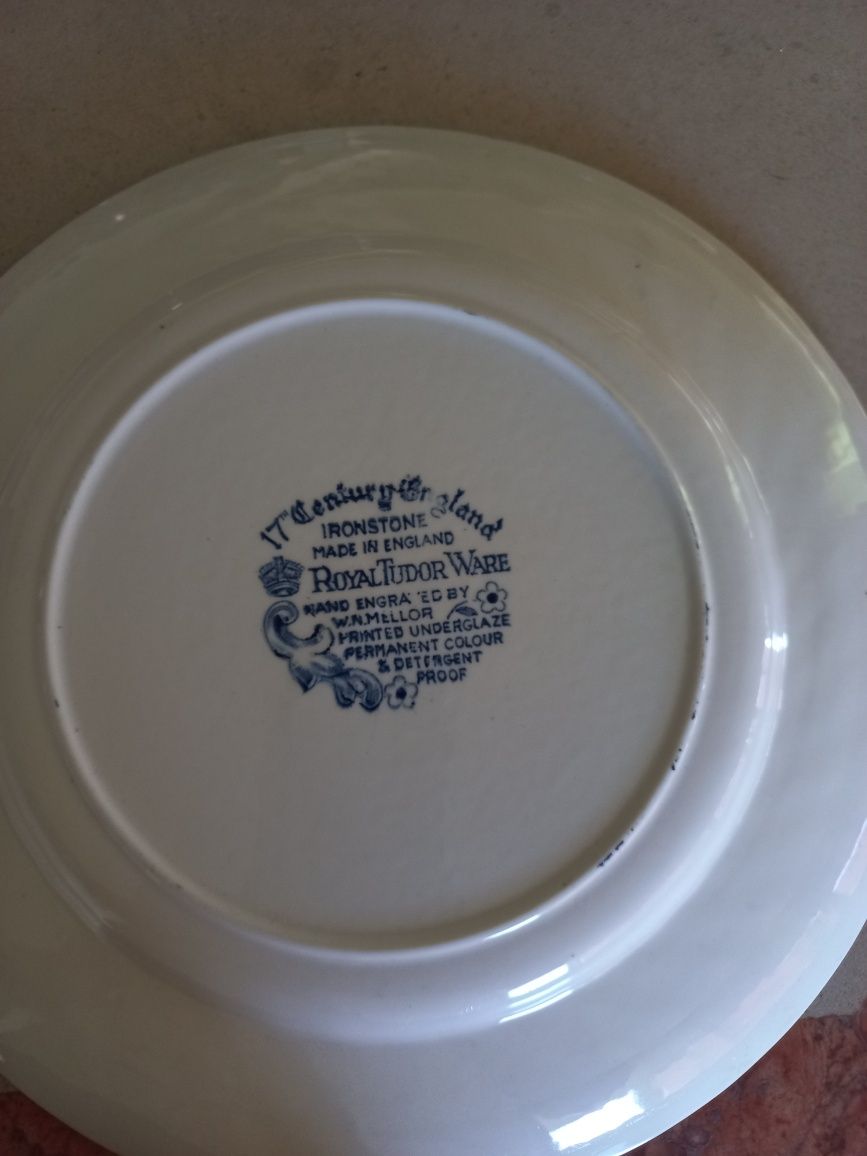 17th Century England
IRONSTONE
MADE IN ENGLAND
ROYAL TUDOR WARE
HAND ENGRAVED BY
W.N. MELLOR
PRINTED UNDERGLAZE
PERMANENT COLOUR
& DETERGENT
PROOF